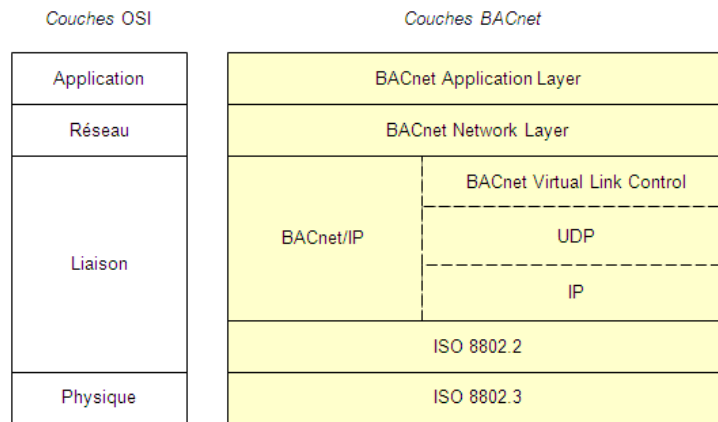 Couches OSI
Couches BACnet
Application
BACnet Application Layer
Réseau
BACnet Network Layer
Liaison
BACnet/IP
BACnet Virtual Link Control
UDP
IP
ISO 8802.2
Physique
ISO 8802.3